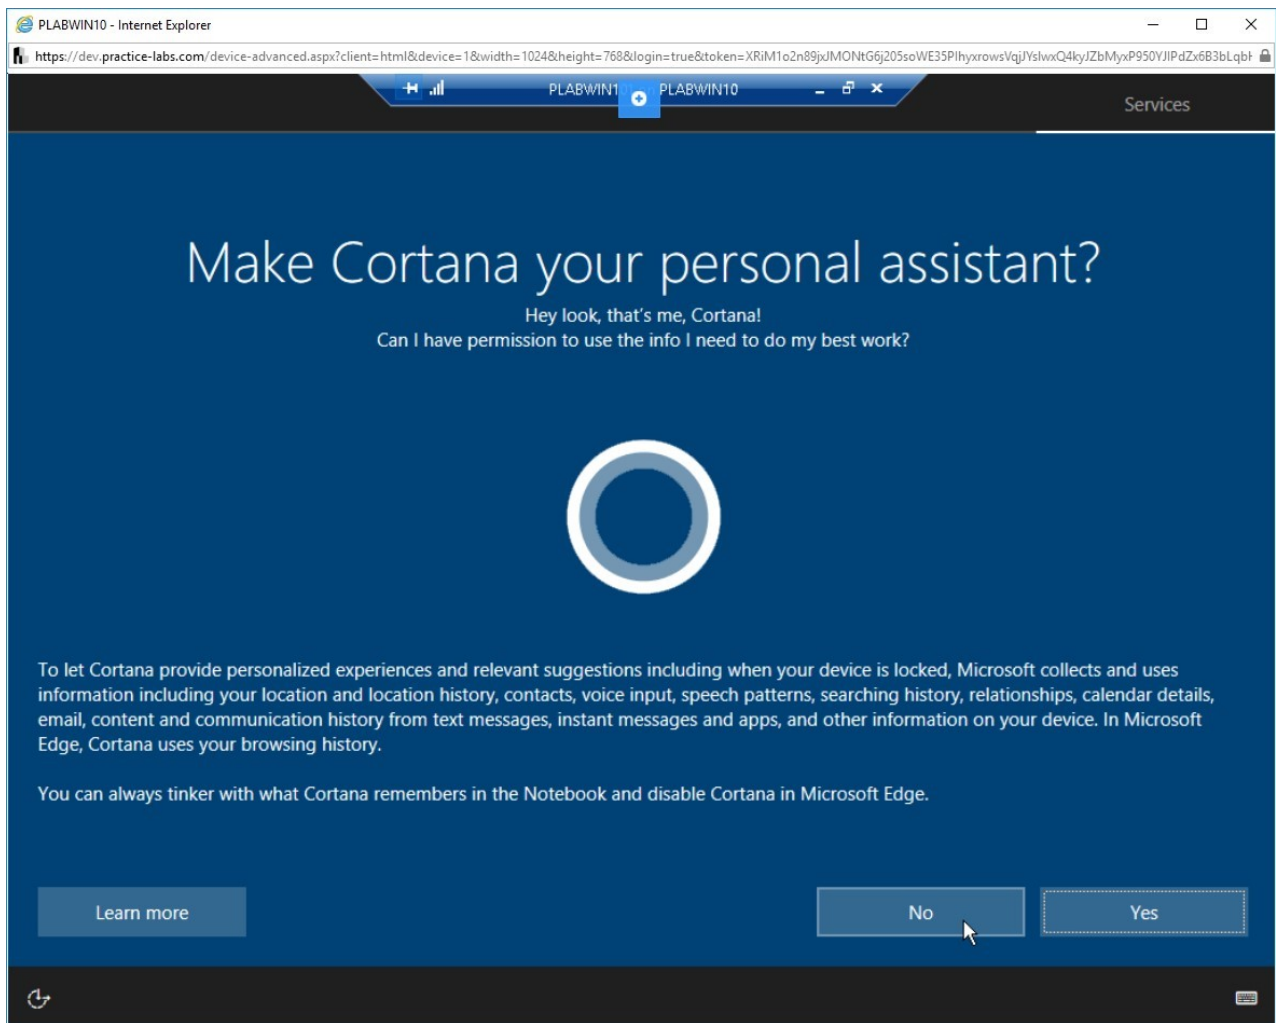 PLABWIN10 - Internet Explorer
https://dev.practice-labs.com/device-advanced.aspx?client=html&device=1&width=1024&height=768&login=true&token=
PLABWIN1 PLABWIN10
Services
Make Cortana your personal assistant?
Hey look, that's me, Cortana!
Can I have permission to use the info I need to do my best work?
To let Cortana provide personalized experiences and relevant suggestions including when your device is locked, Microsoft collects and uses
information including your location and location history, contacts, voice input, speech patterns, searching history, relationships, calendar details,
email, content and communication history from text messages, instant messages and apps, and other information on your device. In Microsoft
Edge, Cortana uses your browsing history.
You can always tinker with what Cortana remembers in the Notebook and disable Cortana in Microsoft Edge.
Learn more
No
Yes